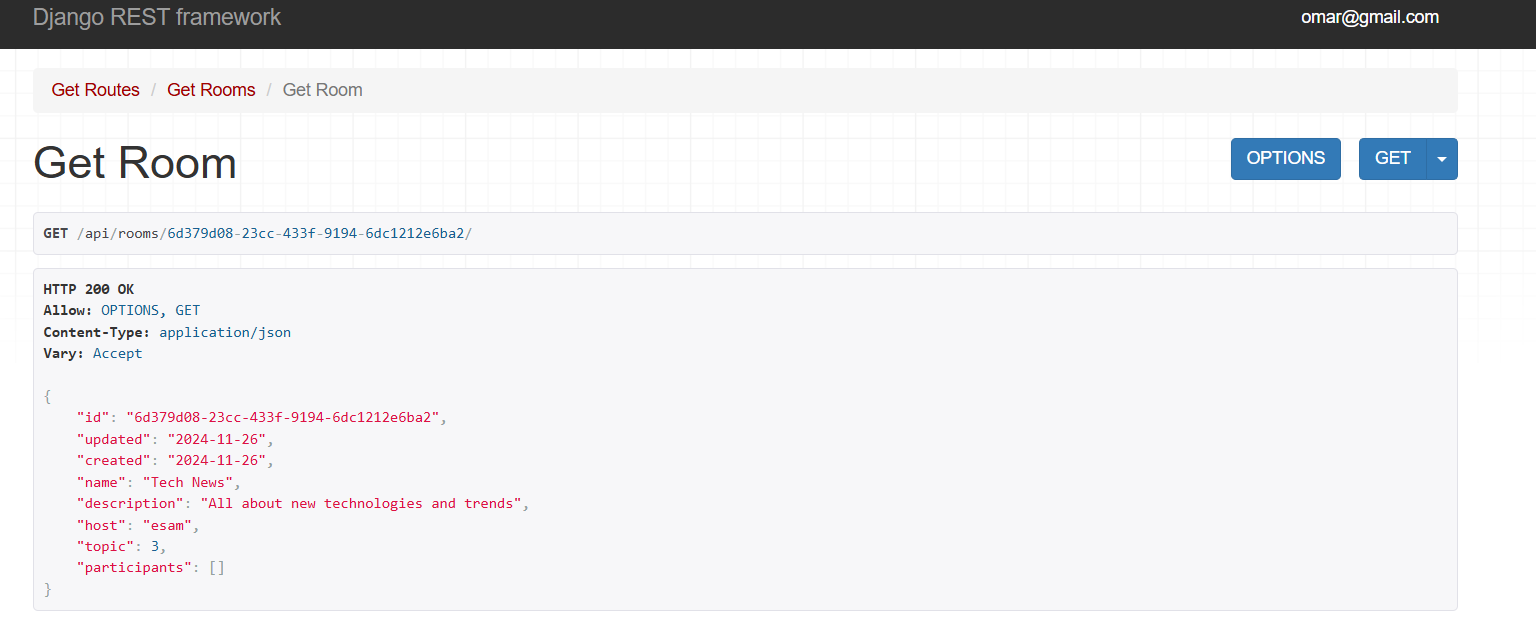 Django REST framework
omar@gmail.com
Get Routes / Get Rooms / Get Room
Get Room
OPTIONS
GET
GET /api/rooms/6d379d08-23cc-433f-9194-6dc1212e6ba2/
HTTP 200 OK
Allow: OPTIONS, GET
Content-Type: application/json
Vary: Accept
{
"id": "6d379d08-23cc-433f-9194-6dc1212e6ba2",
"updated": "2024-11-26",
"created": "2024-11-26",
"name": "Tech News",
"description": "All about new technologies and trends",
"host": "esam",
"topic": 3,
"participants": []
}